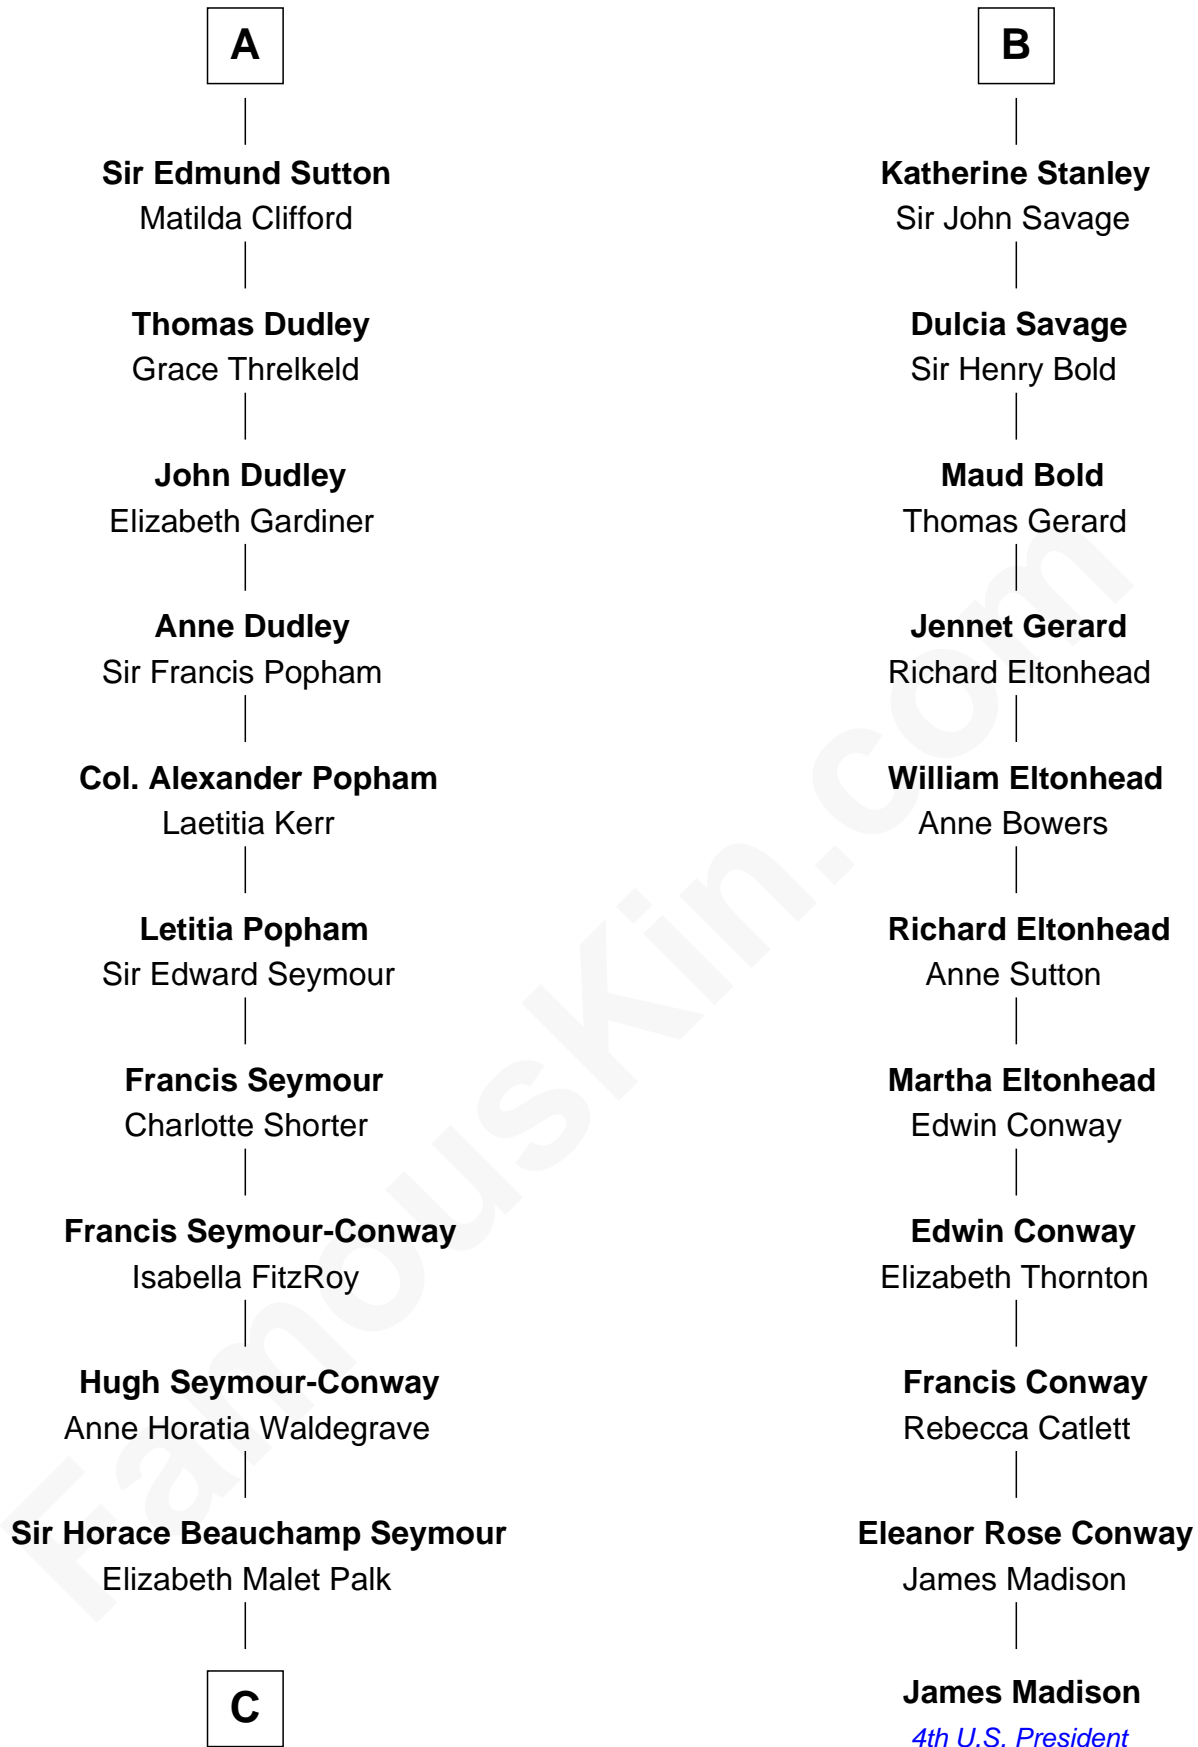 A
Sir Edmund Sutton
Matilda Clifford
Thomas Dudley
Grace Threlkeld
John Dudley
Elizabeth Gardiner
Anne Dudley
Sir Francis Popham
Col. Alexander Popham
Laetitia Kerr
Letitia Popham
Sir Edward Seymour
Francis Seymour
Charlotte Shorter
Francis Seymour-Conway
Isabella FitzRoy
Hugh Seymour-Conway
Anne Horatia Waldegrave
Sir Horace Beauchamp Seymour
Elizabeth Malet Palk
C
B
Katherine Stanley
Sir John Savage
Dulcia Savage
Sir Henry Bold
Maud Bold
Thomas Gerard
Jennet Gerard
Richard Eltonhead
William Eltonhead
Anne Bowers
Richard Eltonhead
Anne Sutton
Martha Eltonhead
Edwin Conway
Edwin Conway
Elizabeth Thornton
Francis Conway
Rebecca Catlett
Eleanor Rose Conway
James Madison
James Madison
4th U.S. President
FamousKin.com